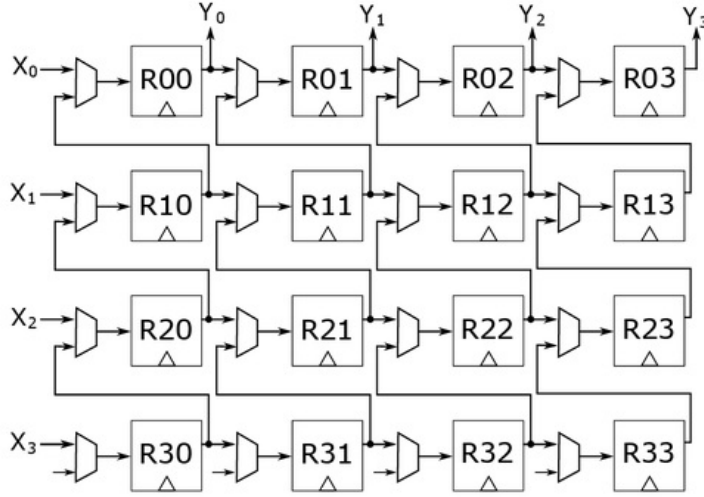 Y0 Y1 Y2 Y3
X0 R00 R01 R02 R03
X1 R10 R11 R12 R13
X2 R20 R21 R22 R23
X3 R30 R31 R32 R33